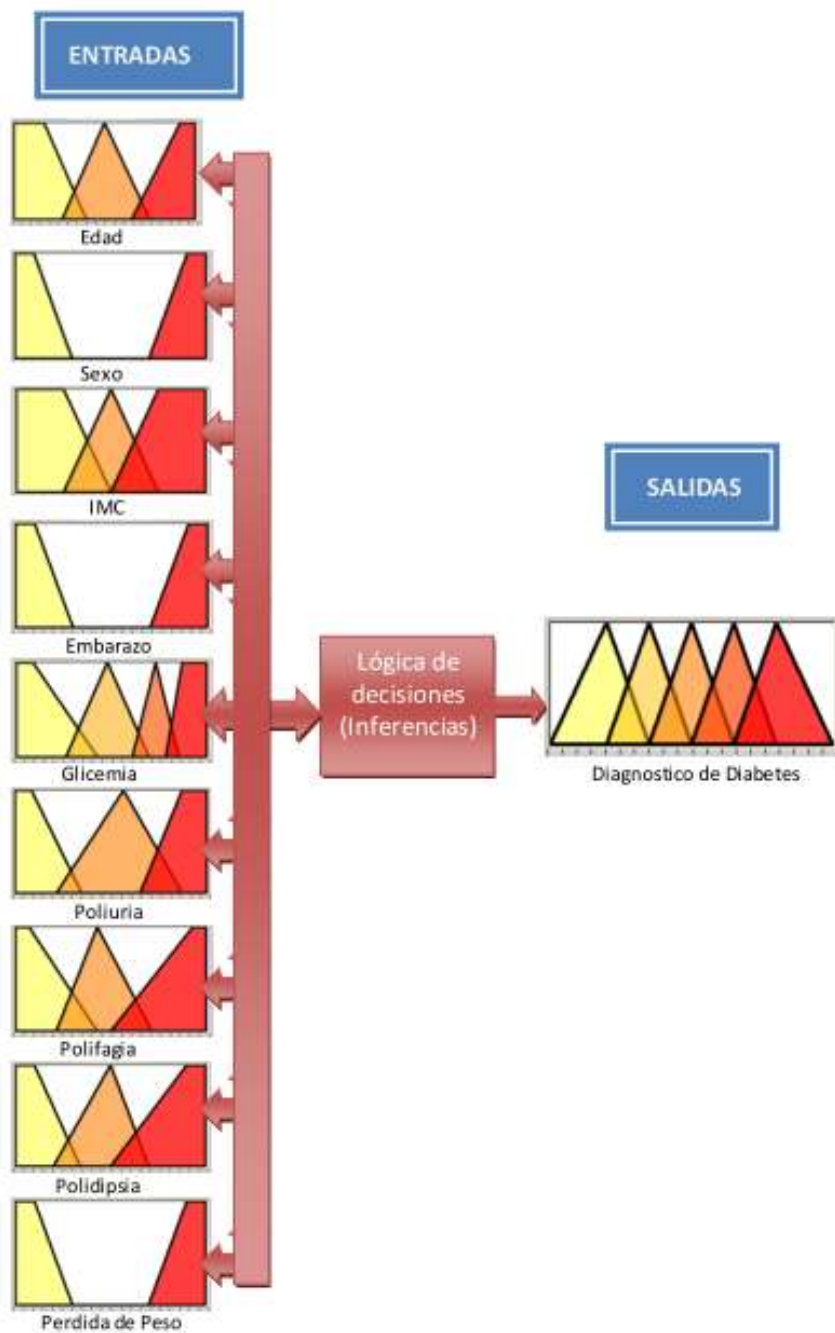 ENTRADAS
Edad
Sexo
IMC
Embarazo
Glicemia
Poliuria
Polifagia
Polidipsia
Perdida de Peso
Lógica de
decisiones
(Inferencias)
SALIDAS
Diagnostico de Diabetes